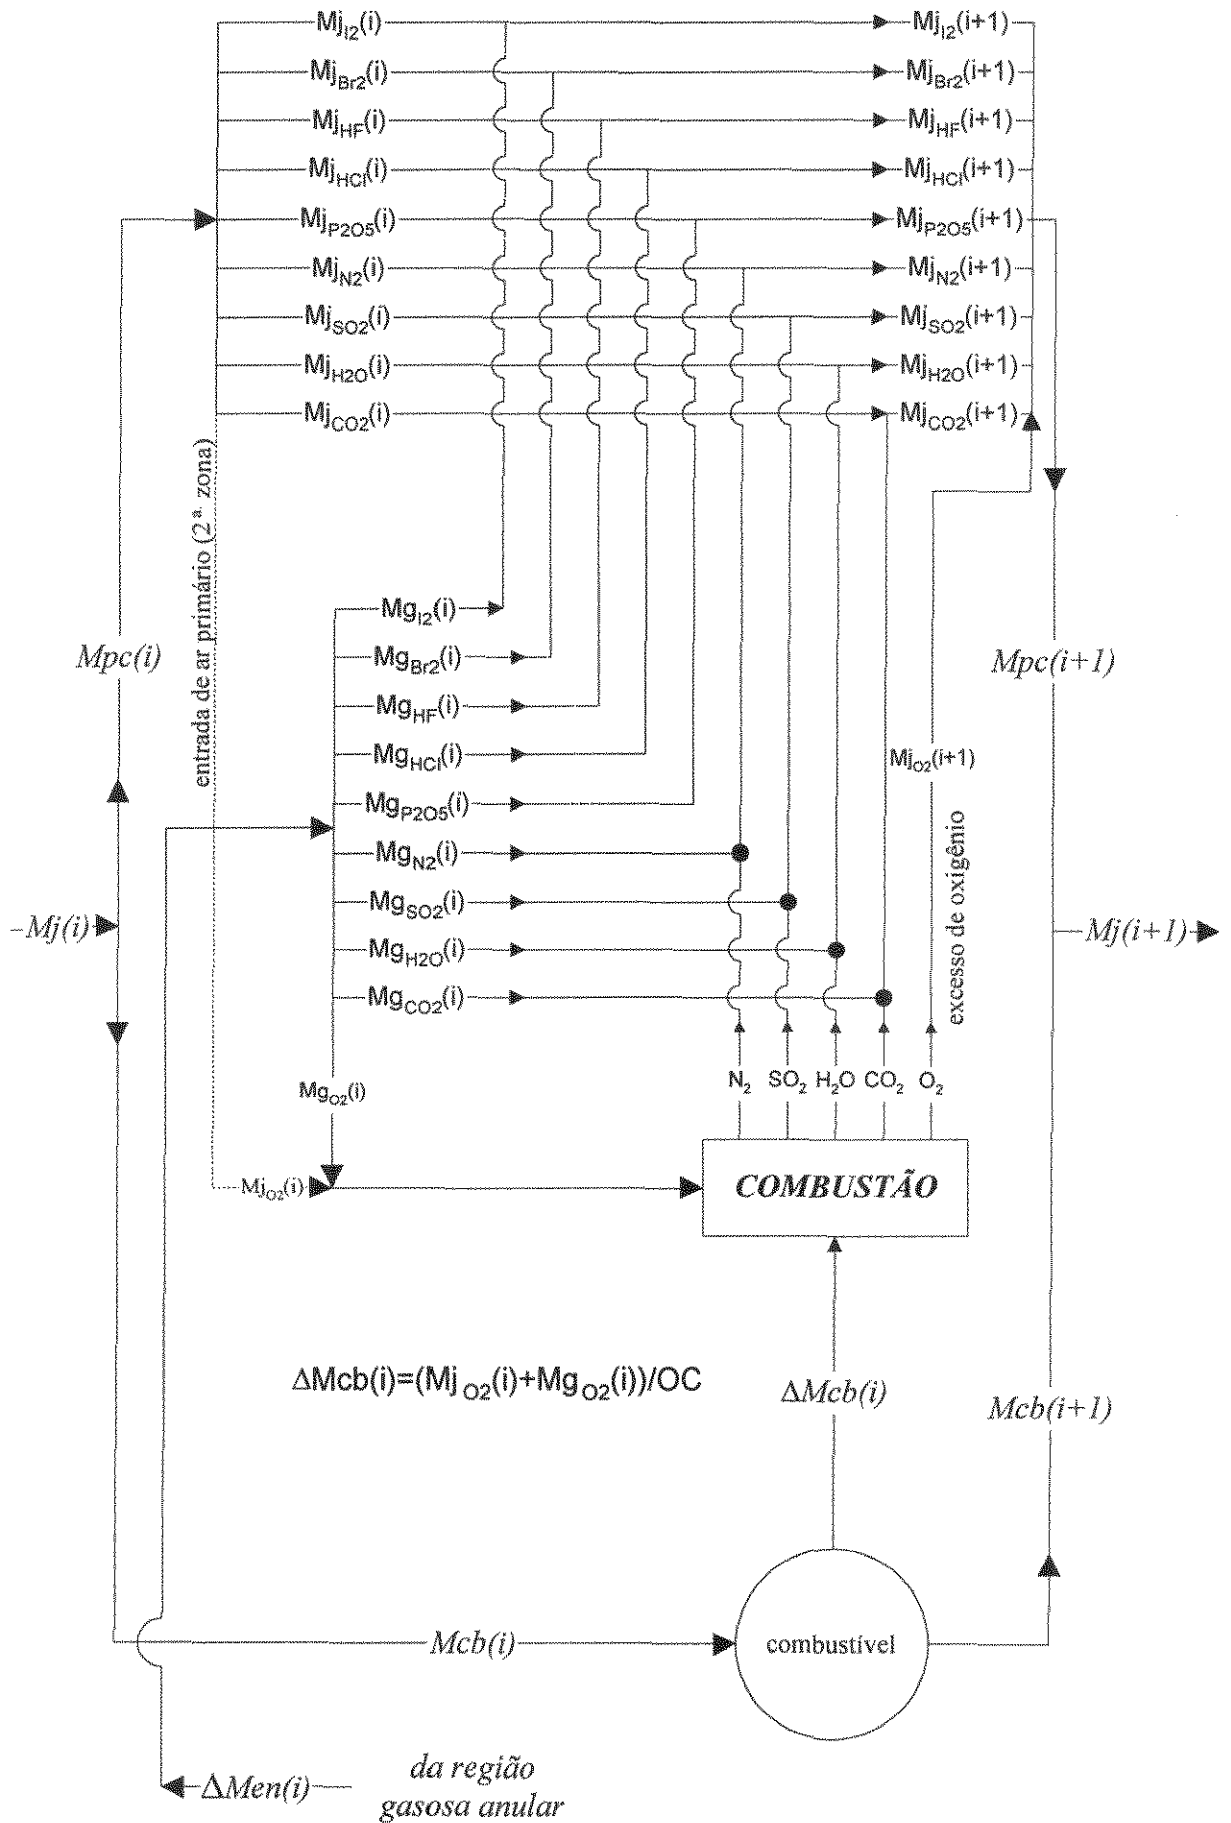 Mj_I2(i) Mj_I2(i+1)
Mj_Br2(i) Mj_Br2(i+1)
Mj_HF(i) Mj_HF(i+1)
Mj_HCl(i) Mj_HCl(i+1)
Mj_P2O5(i) Mj_P2O5(i+1)
Mj_N2(i) Mj_N2(i+1)
Mj_SO2(i) Mj_SO2(i+1)
Mj_H2O(i) Mj_H2O(i+1)
Mj_CO2(i) Mj_CO2(i+1)
entrada de ar primário (2ª. zona)
Mg_I2(i)
Mpc(i)
Mg_Br2(i)
Mpc(i+1)
Mg_HF(i)
Mg_HCl(i)
Mj_O2(i+1)
Mg_P2O5(i)
Mg_N2(i)
excesso de oxigênio
Mg_SO2(i)
Mj(i)
Mj(i+1)
Mg_H2O(i)
Mg_CO2(i)
N₂ SO₂ H₂O CO₂ O₂
Mg_O2(i)
Mj_O2(i)
COMBUSTÃO
ΔMcb(i)=(Mj_O2(i)+Mg_O2(i))/OC
ΔMcb(i)
Mcb(i+1)
Mcb(i)
combustível
ΔMen(i)
da região
gasosa anular